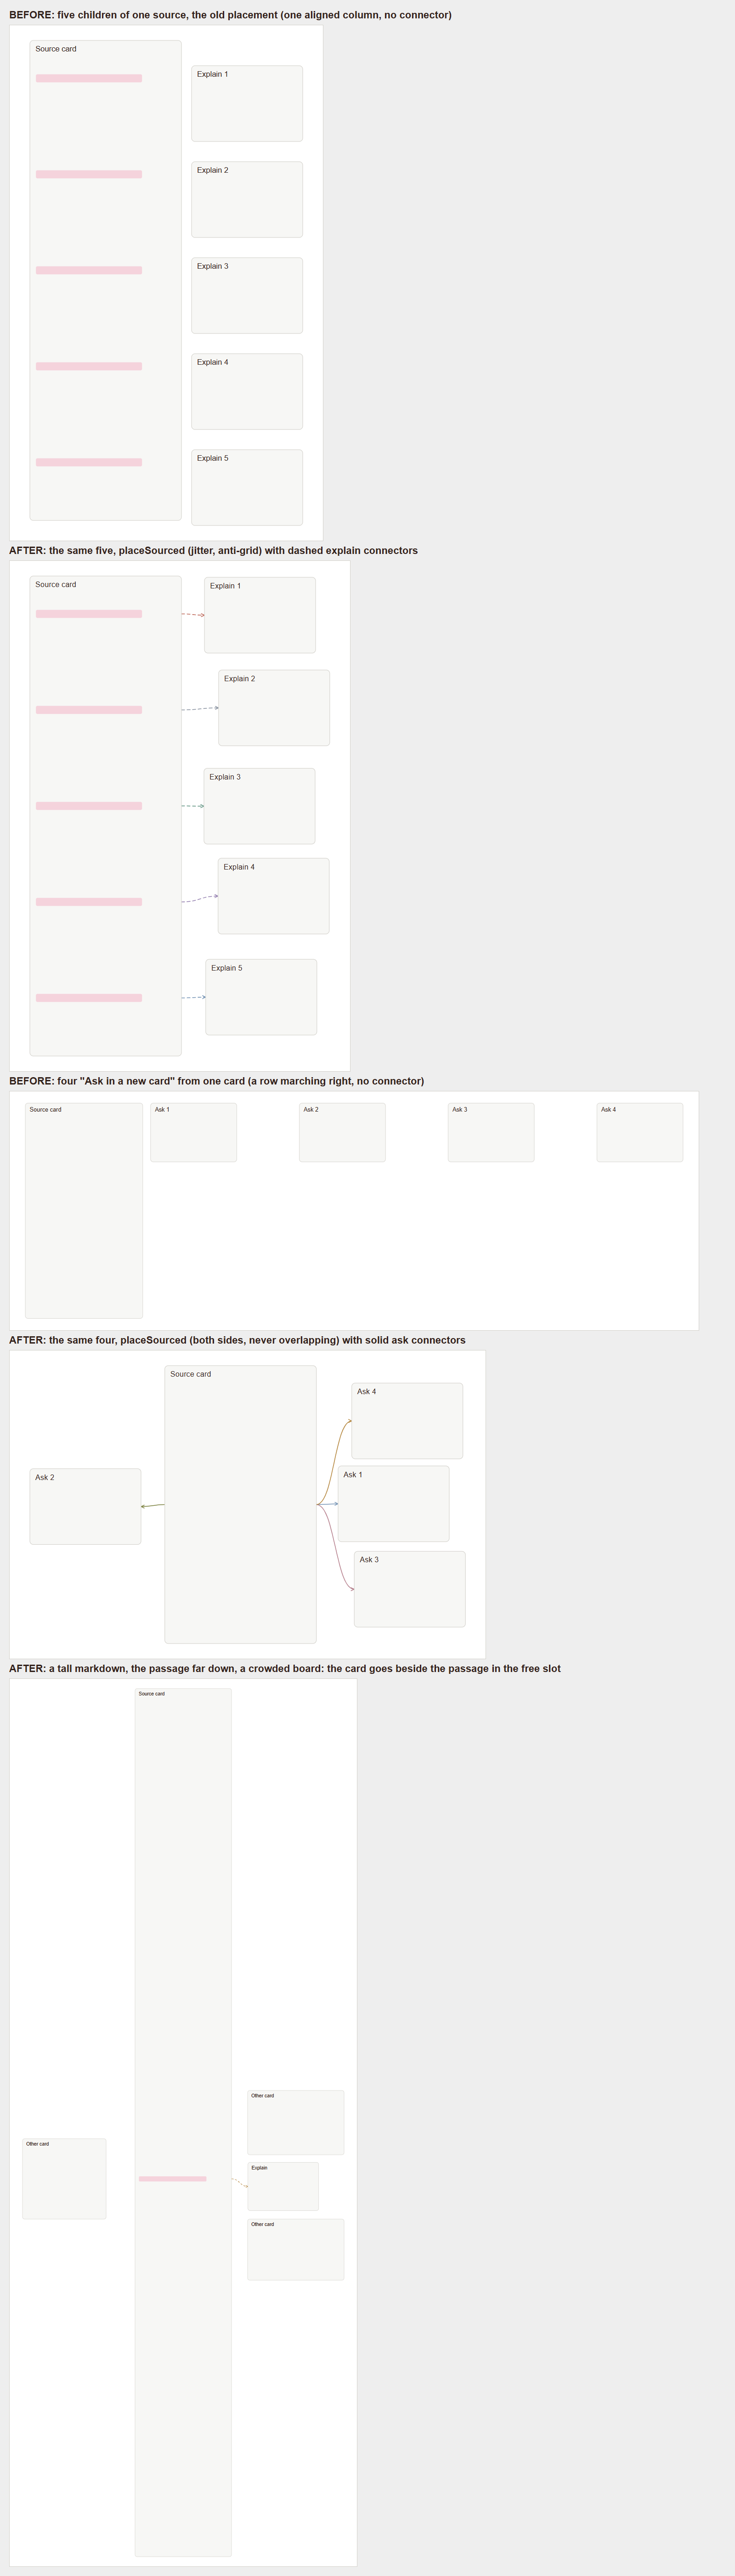 BEFORE: five children of one source, the old placement (one aligned column, no connector)
Source card
Explain 1
Explain 2
Explain 3
Explain 4
Explain 5
AFTER: the same five, placeSourced (jitter, anti-grid) with dashed explain connectors
Source card
Explain 1
Explain 2
Explain 3
Explain 4
Explain 5
BEFORE: four "Ask in a new card" from one card (a row marching right, no connector)
Source card
Ask 1
Ask 2
Ask 3
Ask 4
AFTER: the same four, placeSourced (both sides, never overlapping) with solid ask connectors
Source card
Ask 4
Ask 1
Ask 2
Ask 3
AFTER: a tall markdown, the passage far down, a crowded board: the card goes beside the passage in the free slot
Source card
Other card
Other card
Explain
Other card